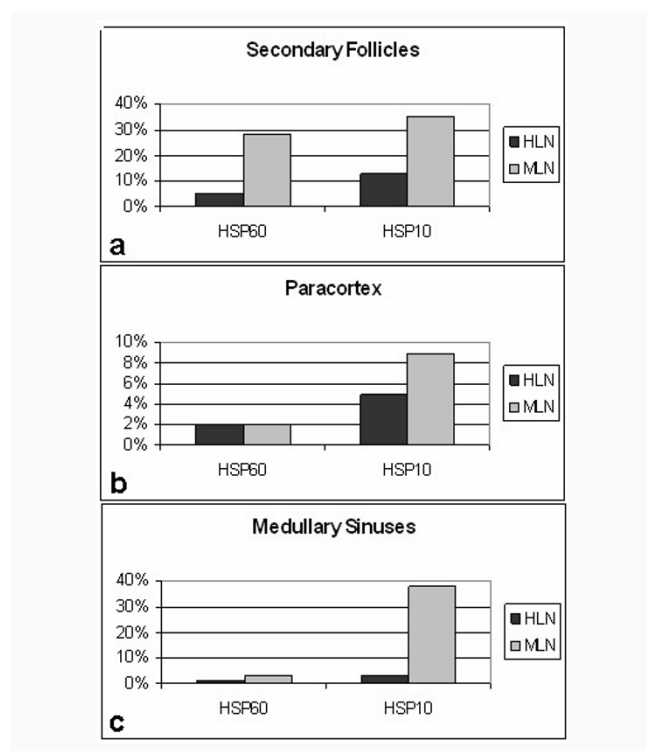 Secondary Follicles
40%
30%
20%
10%
0%
HSP60 HSP10
HLN
MLN
a
Paracortex
10%
8%
6%
4%
2%
0%
HSP60 HSP10
HLN
MLN
b
Medullary Sinuses
40%
30%
20%
10%
0%
HSP60 HSP10
HLN
MLN
c